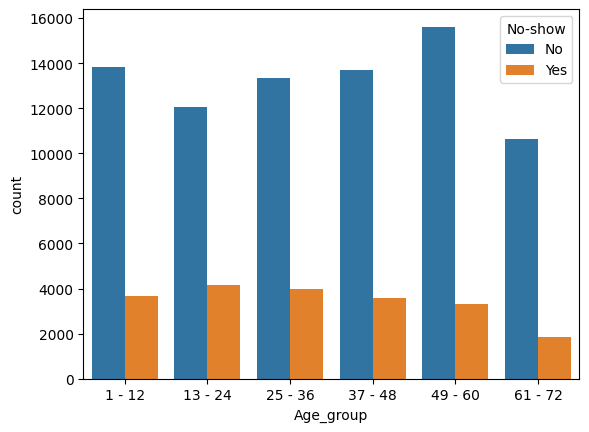 16000
14000
12000
10000
8000
6000
4000
2000
0
count
No-show
No
Yes
1 - 12 13 - 24 25 - 36 37 - 48 49 - 60 61 - 72
Age_group